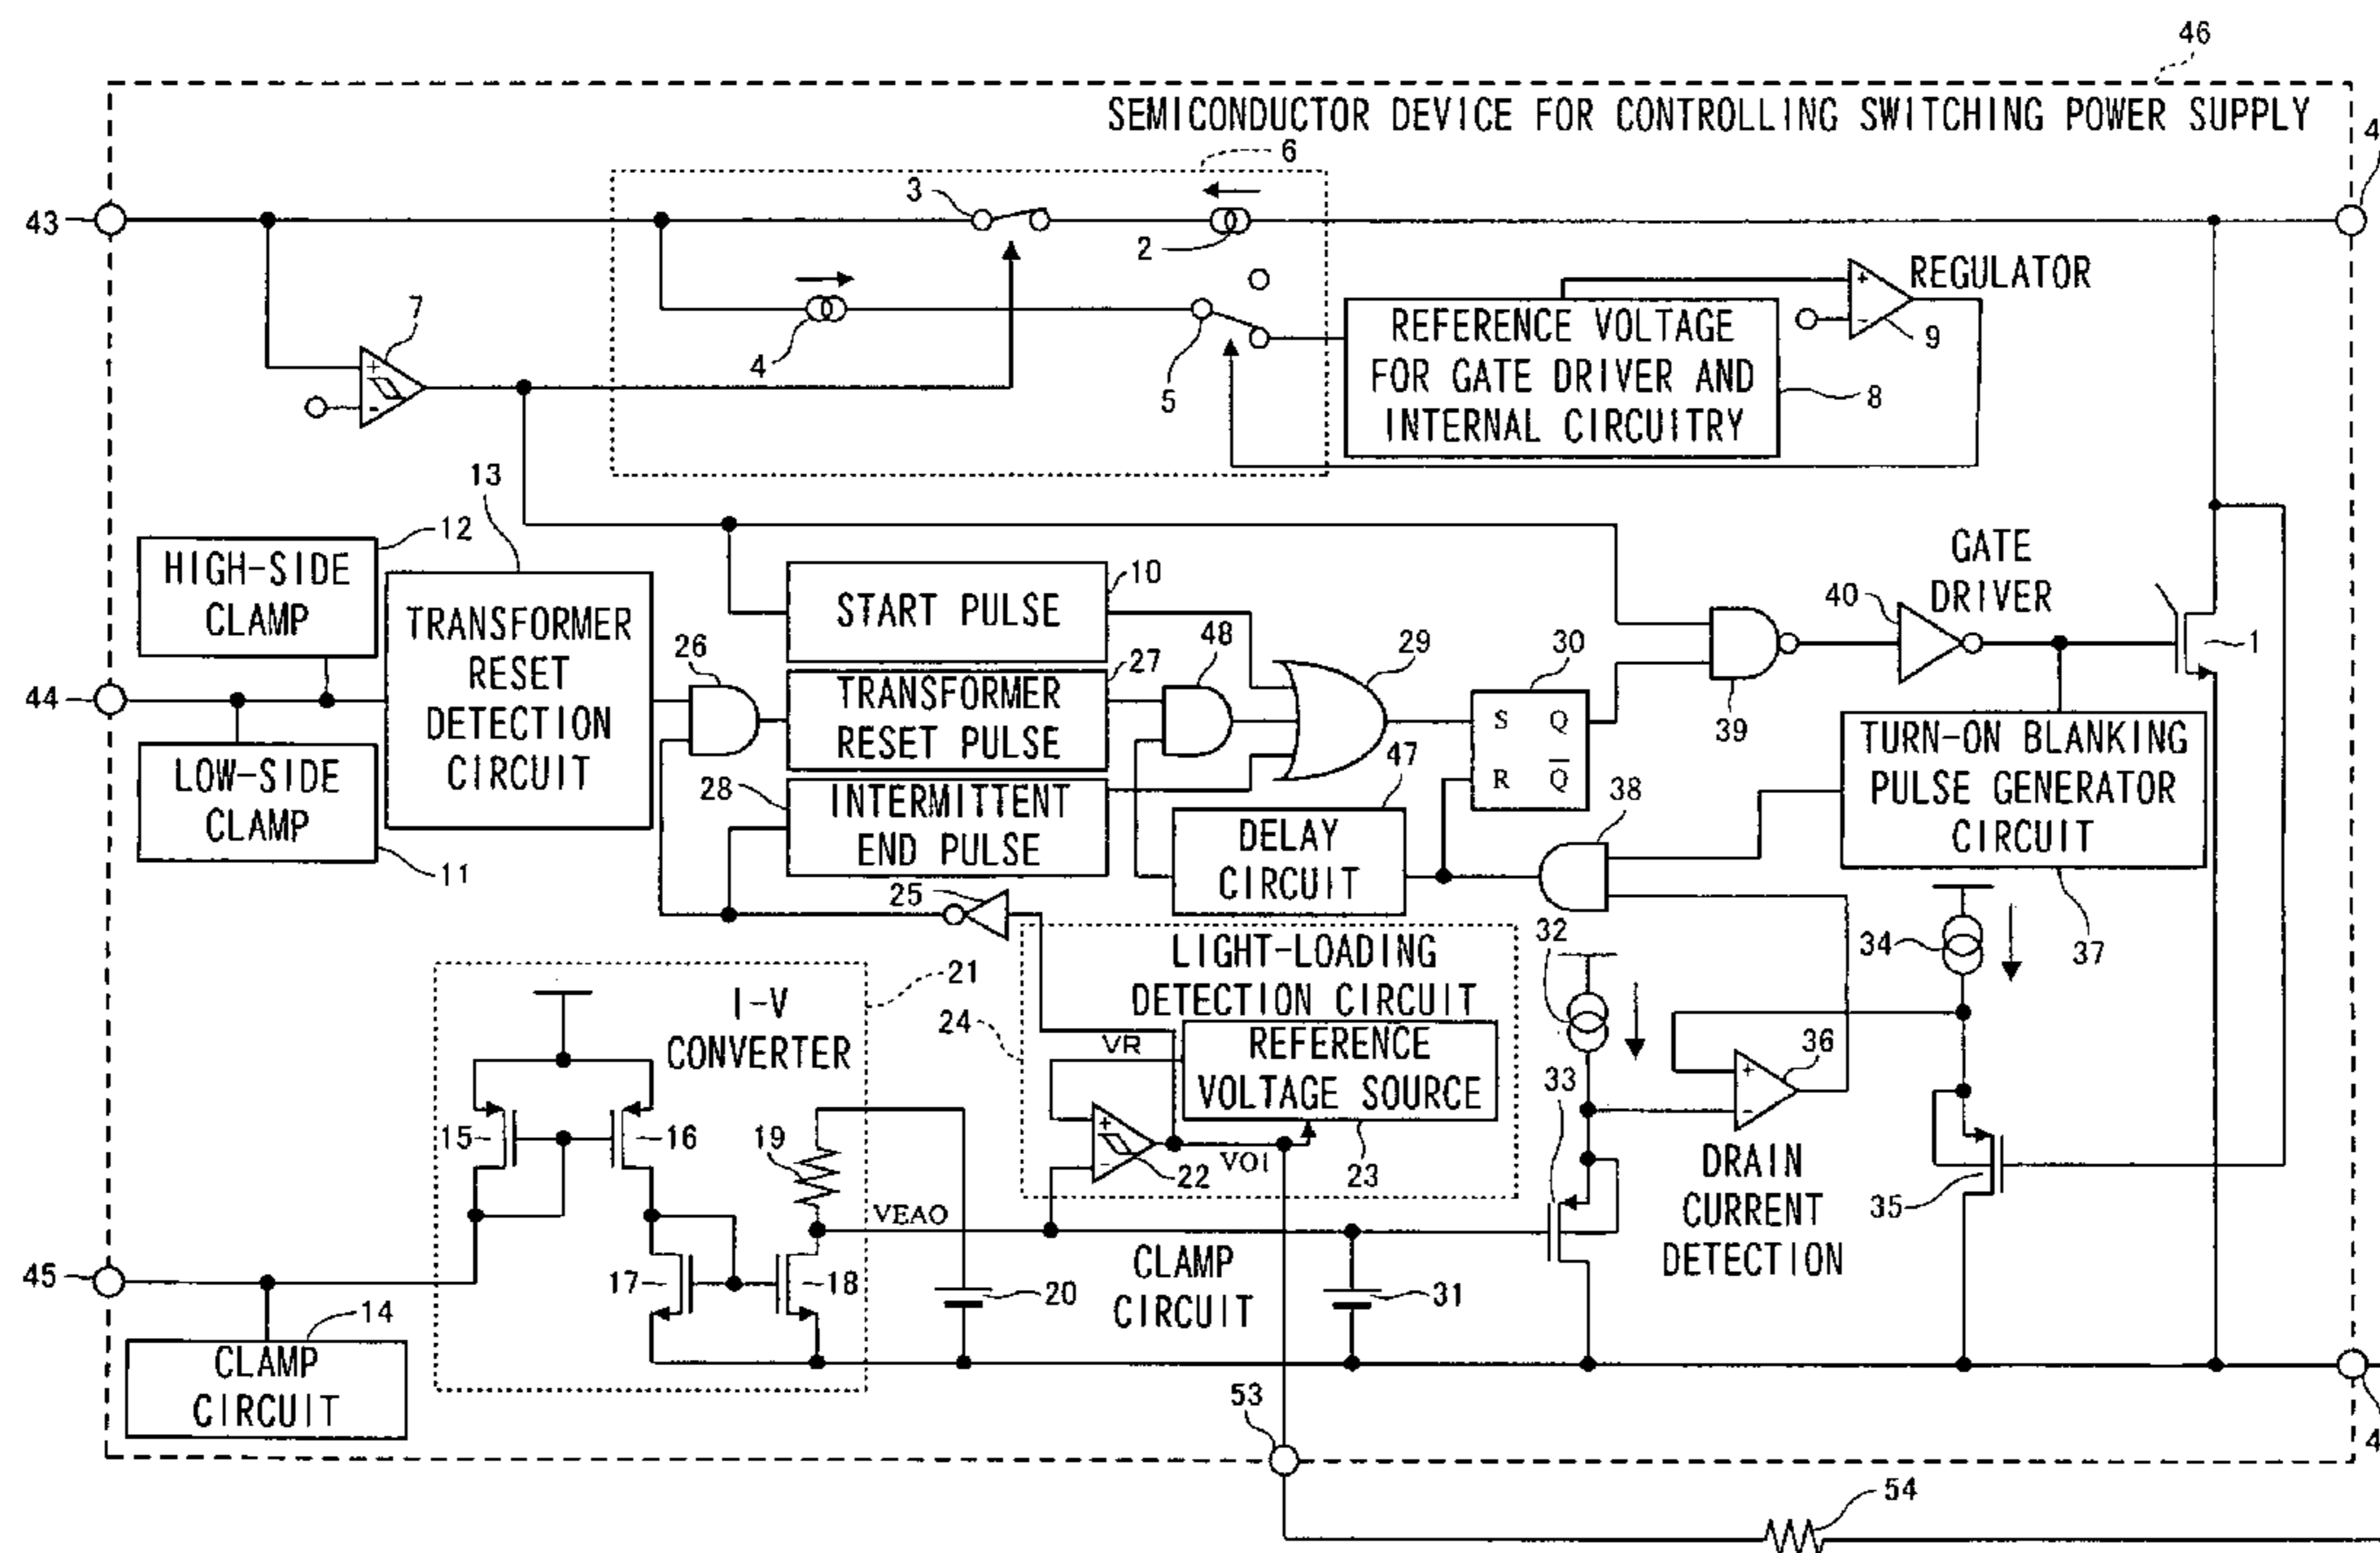 46
SEMICONDUCTOR DEVICE FOR CONTROLLING SWITCHING POWER SUPPLY
6
3
2
43
4
5
7
+
-
REFERENCE VOLTAGE
FOR GATE DRIVER AND
INTERNAL CIRCUITRY
8
REGULATOR
+
-
9
13
12
HIGH-SIDE
CLAMP
TRANSFORMER
RESET
DETECTION
CIRCUIT
44
LOW-SIDE
CLAMP
11
26
START PULSE
10
TRANSFORMER
RESET PULSE
27
28
INTERMITTENT
END PULSE
48
29
30
S Q
R Q̅
47
DELAY
CIRCUIT
38
39
40
GATE
DRIVER
1
TURN-ON BLANKING
PULSE GENERATOR
CIRCUIT
37
25
24
LIGHT-LOADING
DETECTION CIRCUIT
VR
REFERENCE
VOLTAGE SOURCE
23
+
-
22
VO1
32
33
34
35
36
+
-
DRAIN
CURRENT
DETECTION
21
I-V
CONVERTER
15
16
17
18
19
20
VEAO
CLAMP
CIRCUIT
31
45
14
CLAMP
CIRCUIT
53
54